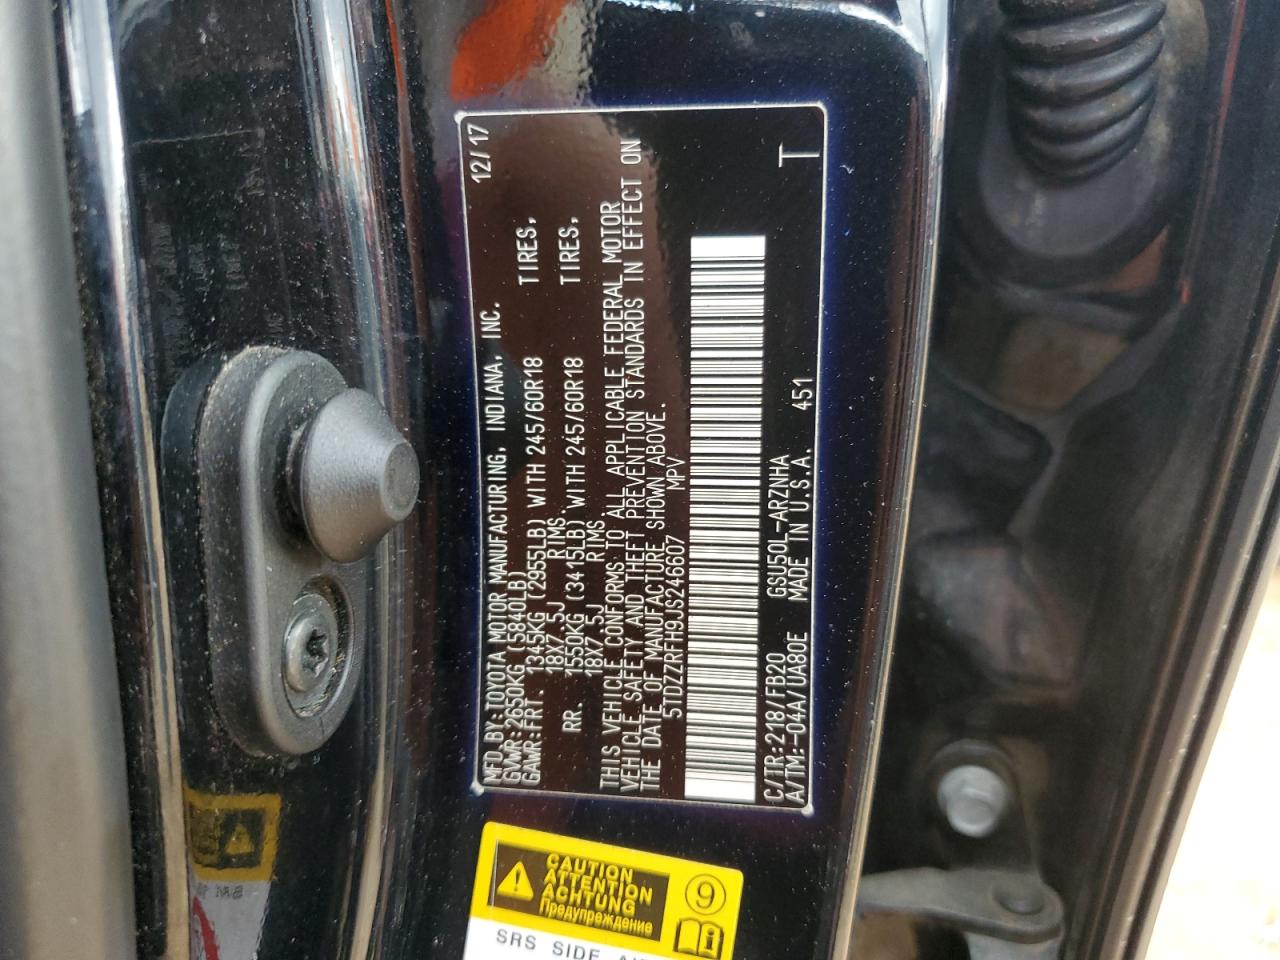 MFD.BY:TOYOTA MOTOR MANUFACTURING, INDIANA, INC. 12/17
GVWR:2650KG (5840LB)
GAWR:FRT. 1345KG (2955LB) WITH 245/60R18 TIRES,
18X7.5J RIMS
RR. 1550KG (3415LB) WITH 245/60R18 TIRES.
18X7.5J RIMS
THIS VEHICLE CONFORMS TO ALL APPLICABLE FEDERAL MOTOR
VEHICLE SAFETY AND THEFT PREVENTION STANDARDS IN EFFECT ON
THE DATE OF MANUFACTURE SHOWN ABOVE.
5TDZZRFH9JS246607 MPV
C/TR:218/FB20 GSU50L-ARZNHA
A/TM:-04A/UA80E MADE IN U.S.A. 451 T
CAUTION
ATTENTION
ACHTUNG
Предупреждение
9
SRS SIDE